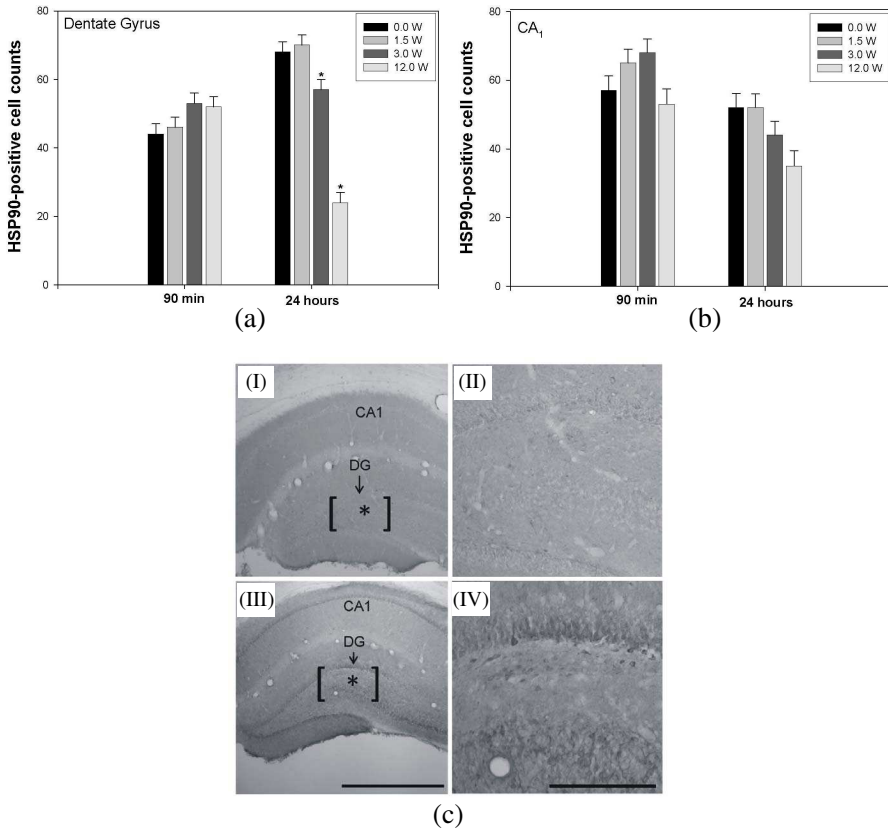 Dentate Gyrus
0.0 W
1.5 W
3.0 W
12.0 W
HSP90-positive cell counts
80
60
40
20
0
*
*
90 min
24 hours
(a)
CA1
0.0 W
1.5 W
3.0 W
12.0 W
HSP90-positive cell counts
80
60
40
20
0
90 min
24 hours
(b)
(I)
CA1
DG
[ * ]
(II)
(III)
CA1
DG
[ * ]
(IV)
(c)